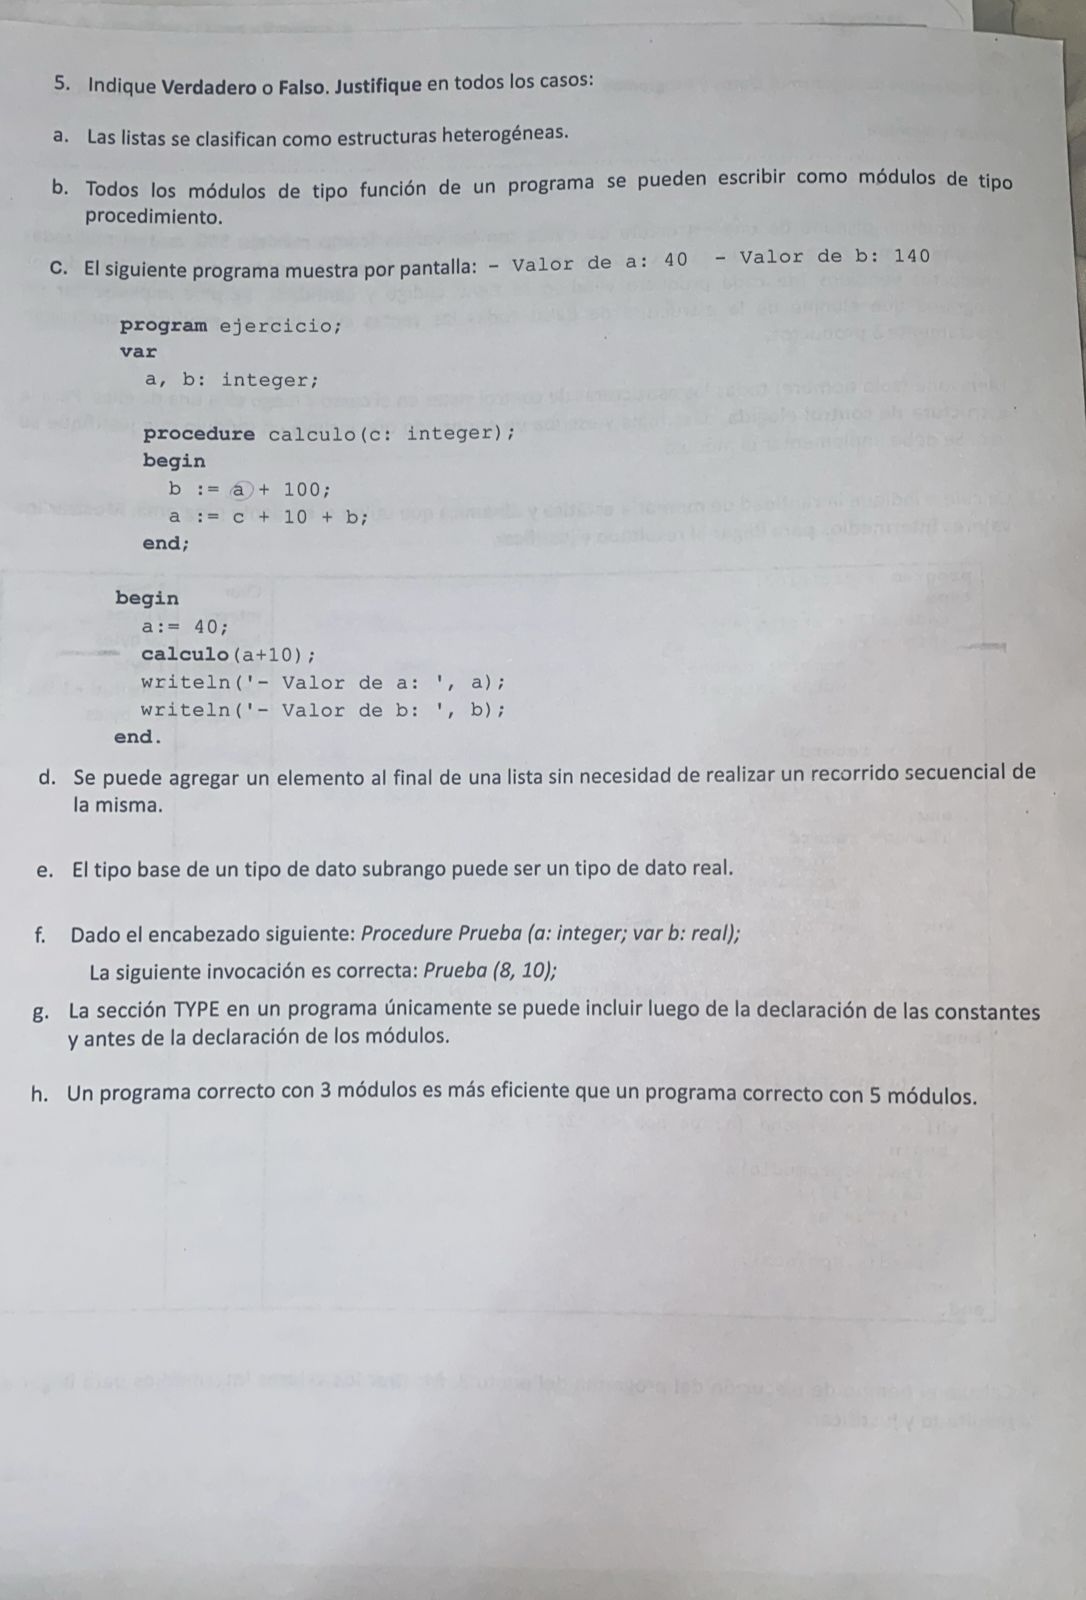 5. Indique Verdadero o Falso. Justifique en todos los casos:
a. Las listas se clasifican como estructuras heterogéneas.
b. Todos los módulos de tipo función de un programa se pueden escribir como módulos de tipo
procedimiento.
c. El siguiente programa muestra por pantalla: - Valor de a: 40 - Valor de b: 140
program ejercicio;
var
a, b: integer;
procedure calculo(c: integer);
begin
b := a + 100;
a := c + 10 + b;
end;
begin
a:= 40;
calculo(a+10);
writeln('- Valor de a: ', a);
writeln('- Valor de b: ', b);
end.
d. Se puede agregar un elemento al final de una lista sin necesidad de realizar un recorrido secuencial de
la misma.
e. El tipo base de un tipo de dato subrango puede ser un tipo de dato real.
f. Dado el encabezado siguiente: Procedure Prueba (a: integer; var b: real);
La siguiente invocación es correcta: Prueba (8, 10);
g. La sección TYPE en un programa únicamente se puede incluir luego de la declaración de las constantes
y antes de la declaración de los módulos.
h. Un programa correcto con 3 módulos es más eficiente que un programa correcto con 5 módulos.